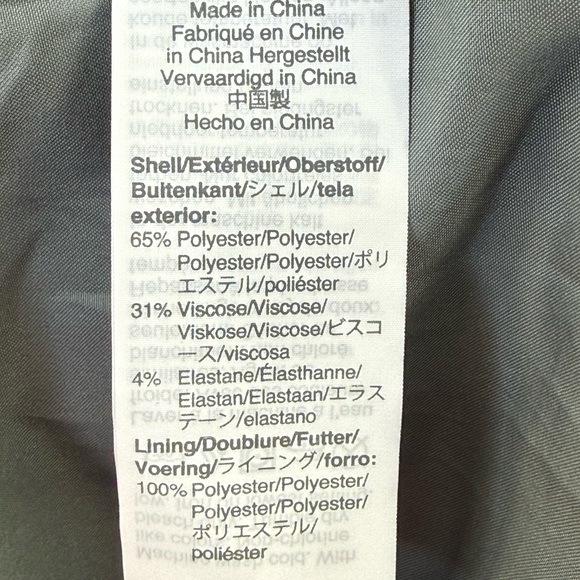 Made in China
Fabriqué en Chine
in China Hergestellt
Vervaardigd in China
中国製
Hecho en China
Shell/Extérieur/Oberstoff/
Buitenkant/シェル/tela
exterior:
65% Polyester/Polyester/
Polyester/Polyester/ポリ
エステル/poliéster
31% Viscose/Viscose/
Viskose/Viscose/ビスコ
ース/viscosa
4% Elastane/Élasthanne/
Elastan/Elastaan/エラス
テーン/elastano
Lining/Doublure/Futter/
Voering/ライニング/forro:
100% Polyester/Polyester/
Polyester/Polyester/
ポリエステル/
poliéster